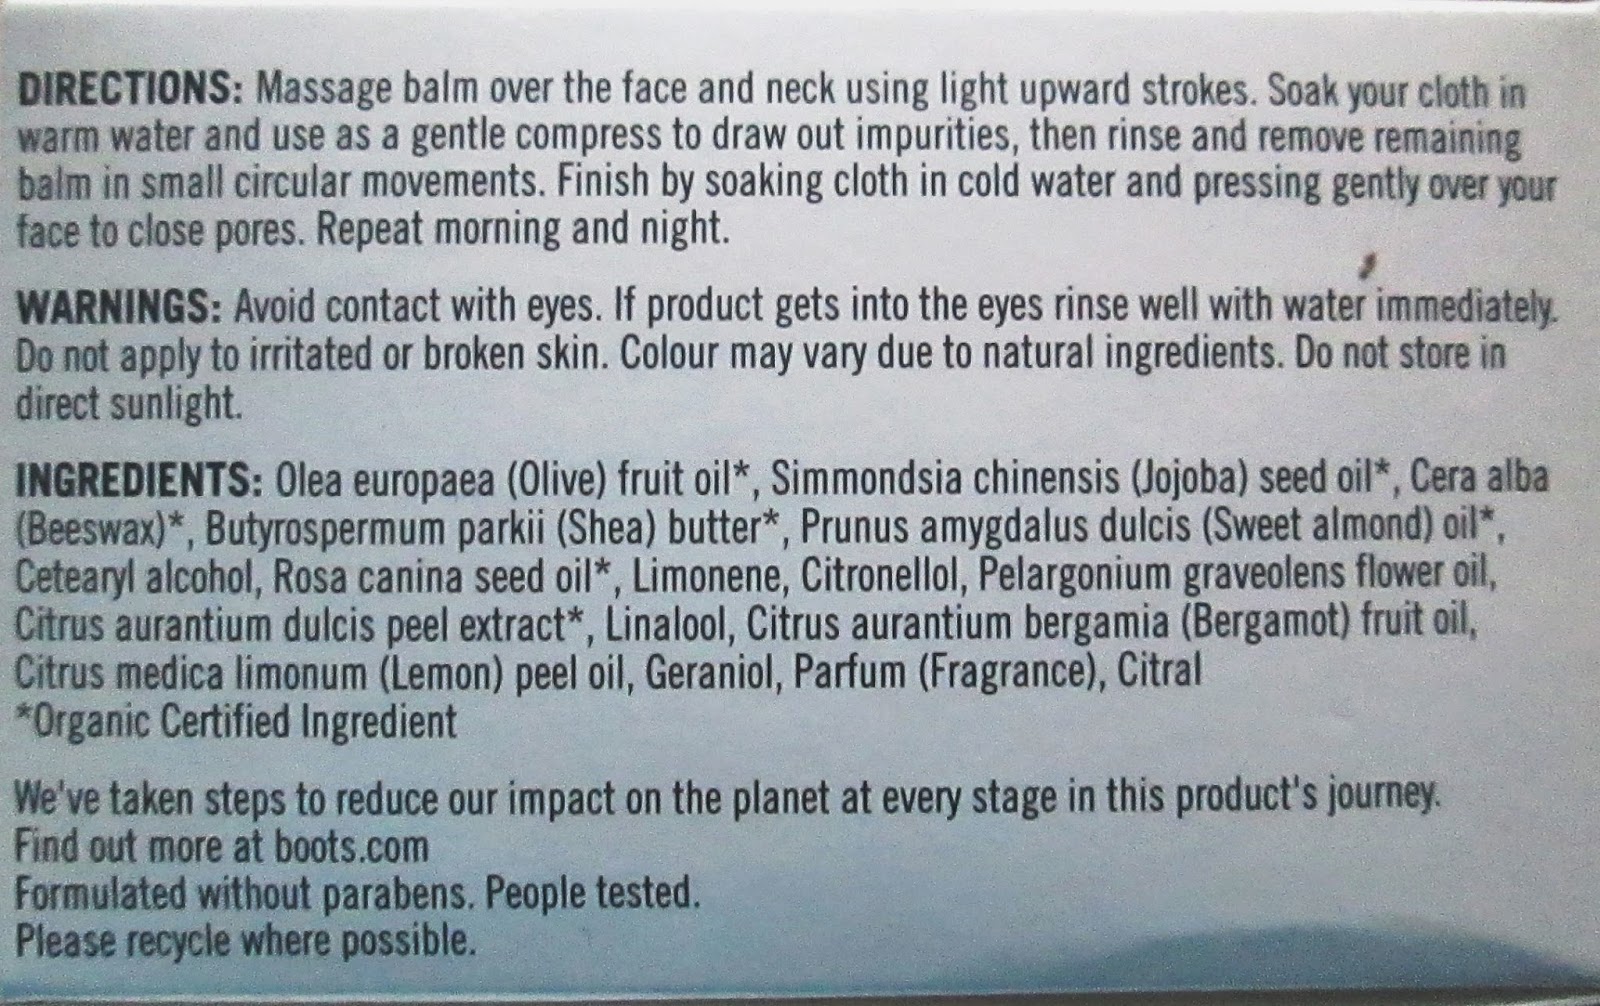 DIRECTIONS: Massage balm over the face and neck using light upward strokes. Soak your cloth in
warm water and use as a gentle compress to draw out impurities, then rinse and remove remaining
balm in small circular movements. Finish by soaking cloth in cold water and pressing gently over your
face to close pores. Repeat morning and night.
WARNINGS: Avoid contact with eyes. If product gets into the eyes rinse well with water immediately.
Do not apply to irritated or broken skin. Colour may vary due to natural ingredients. Do not store in
direct sunlight.
INGREDIENTS: Olea europaea (Olive) fruit oil*, Simmondsia chinensis (Jojoba) seed oil*, Cera alba
(Beeswax)*, Butyrospermum parkii (Shea) butter*, Prunus amygdalus dulcis (Sweet almond) oil*,
Cetearyl alcohol, Rosa canina seed oil*, Limonene, Citronellol, Pelargonium graveolens flower oil,
Citrus aurantium dulcis peel extract*, Linalool, Citrus aurantium bergamia (Bergamot) fruit oil,
Citrus medica limonum (Lemon) peel oil, Geraniol, Parfum (Fragrance), Citral
*Organic Certified Ingredient
We've taken steps to reduce our impact on the planet at every stage in this product's journey.
Find out more at boots.com
Formulated without parabens. People tested.
Please recycle where possible.